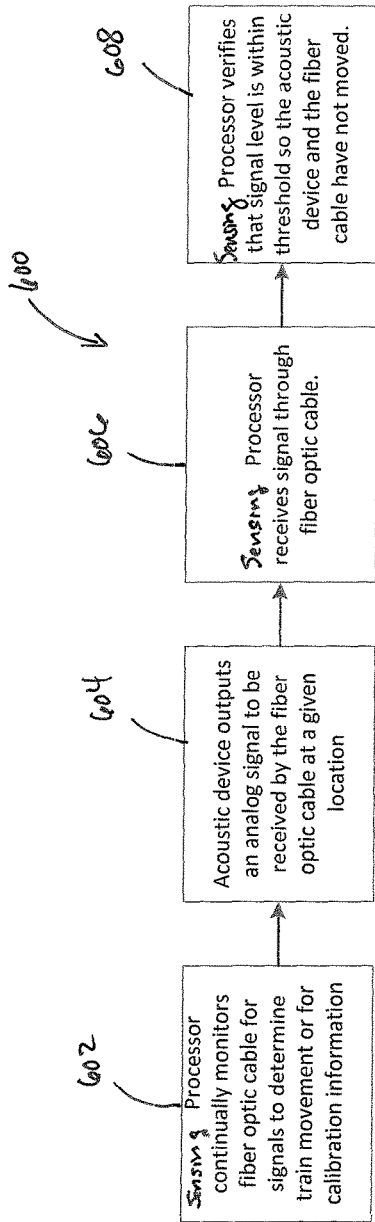 600
602
Sensing Processor
continually monitors
fiber optic cable for
signals to determine
train movement or for
calibration information
604
Acoustic device outputs
an analog signal to be
received by the fiber
optic cable at a given
location
606
Sensing Processor
receives signal through
fiber optic cable.
608
Sensing Processor verifies
that signal level is within
threshold so the acoustic
device and the fiber
cable have not moved.